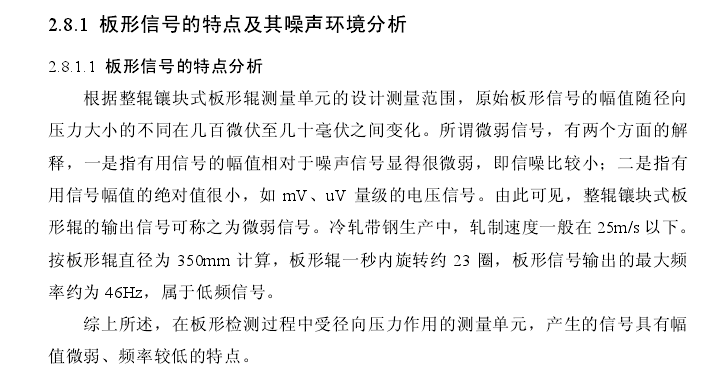 2.8.1 板形信号的特点及其噪声环境分析
2.8.1.1 板形信号的特点分析
根据整辊镶块式板形辊测量单元的设计测量范围，原始板形信号的幅值随径向
压力大小的不同在几百微伏至几十毫伏之间变化。所谓微弱信号，有两个方面的解
释，一是指有用信号的幅值相对于噪声信号显得很微弱，即信噪比较小；二是指有
用信号幅值的绝对值很小，如 mV、uV 量级的电压信号。由此可见，整辊镶块式板
形辊的输出信号可称之为微弱信号。冷轧带钢生产中，轧制速度一般在 25m/s 以下。
按板形辊直径为 350mm 计算，板形辊一秒内旋转约 23 圈，板形信号输出的最大频
率约为 46Hz，属于低频信号。
综上所述，在板形检测过程中受径向压力作用的测量单元，产生的信号具有幅
值微弱、频率较低的特点。